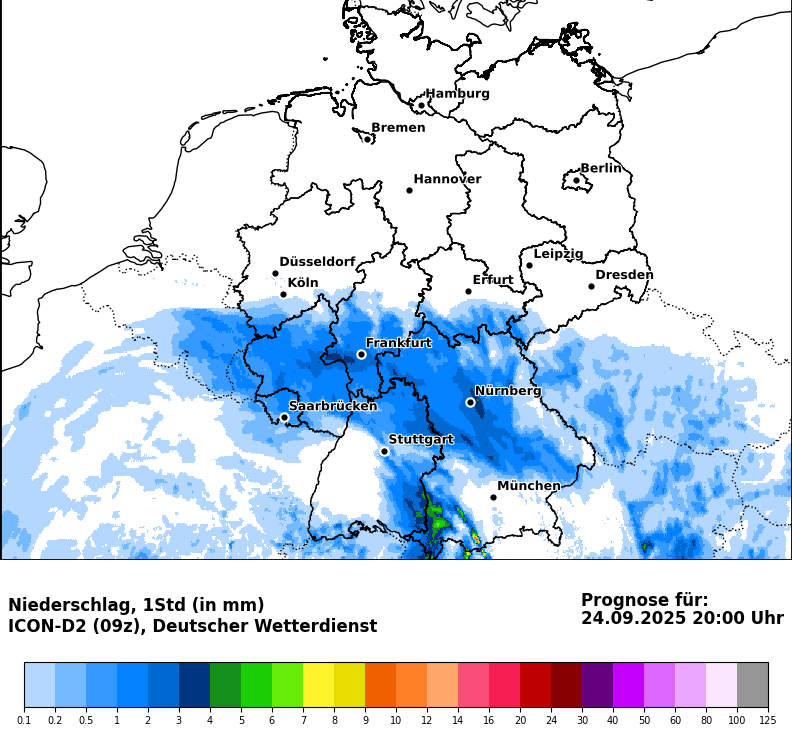 Hamburg
Bremen
Berlin
Hannover
Leipzig
Düsseldorf
Dresden
Köln
Erfurt
Frankfurt
Nürnberg
Saarbrücken
Stuttgart
München
Niederschlag, 1Std (in mm)
ICON-D2 (09z), Deutscher Wetterdienst
Prognose für:
24.09.2025 20:00 Uhr
0.1 0.2 0.5 1 2 3 4 5 6 7 8 9 10 12 14 16 20 24 30 40 50 60 80 100 125